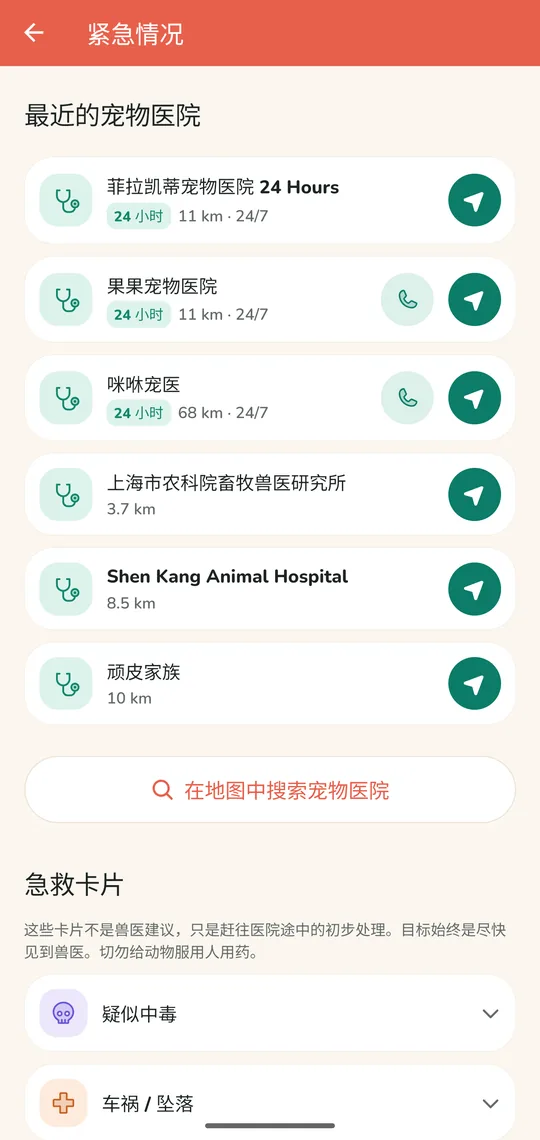 紧急情况
最近的宠物医院
菲拉凯蒂宠物医院 24 Hours
24 小时 11 km · 24/7
果果宠物医院
24 小时 11 km · 24/7
咪咻宠医
24 小时 68 km · 24/7
上海市农科院畜牧兽医研究所
3.7 km
Shen Kang Animal Hospital
8.5 km
顽皮家族
10 km
在地图中搜索宠物医院
急救卡片
这些卡片不是兽医建议，只是赶往医院途中的初步处理。目标始终是尽快
见到兽医。切勿给动物服用人用药。
疑似中毒
车祸 / 坠落